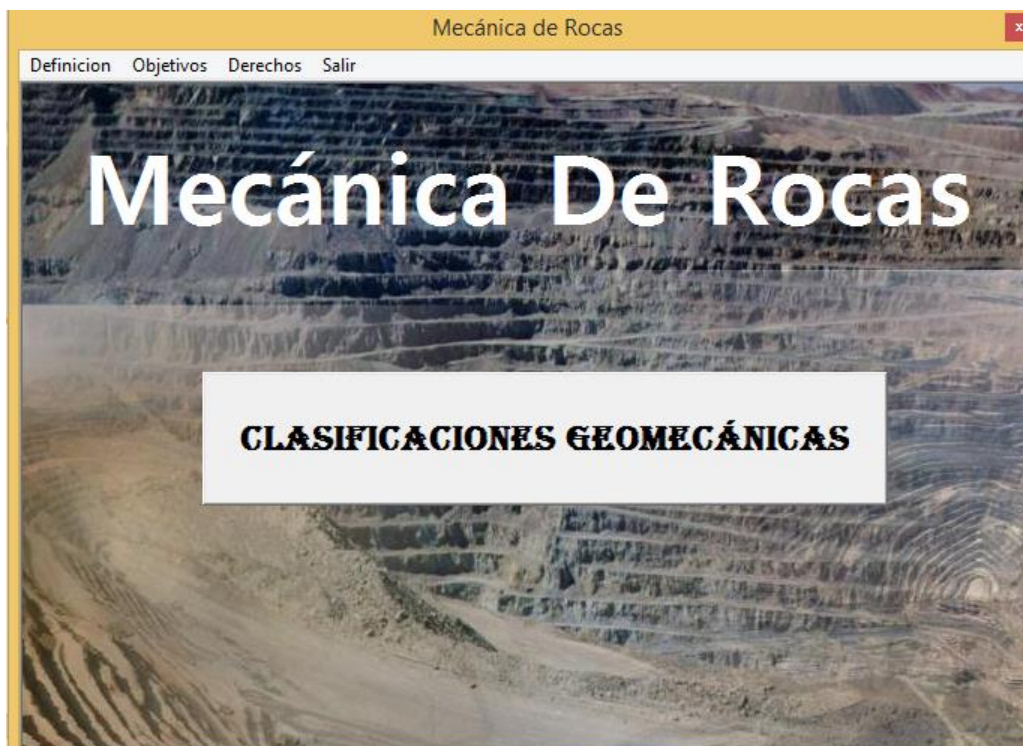 Mecánica de Rocas
x
Definicion Objetivos Derechos Salir
Mecánica De Rocas
CLASIFICACIONES GEOMECÁNICAS